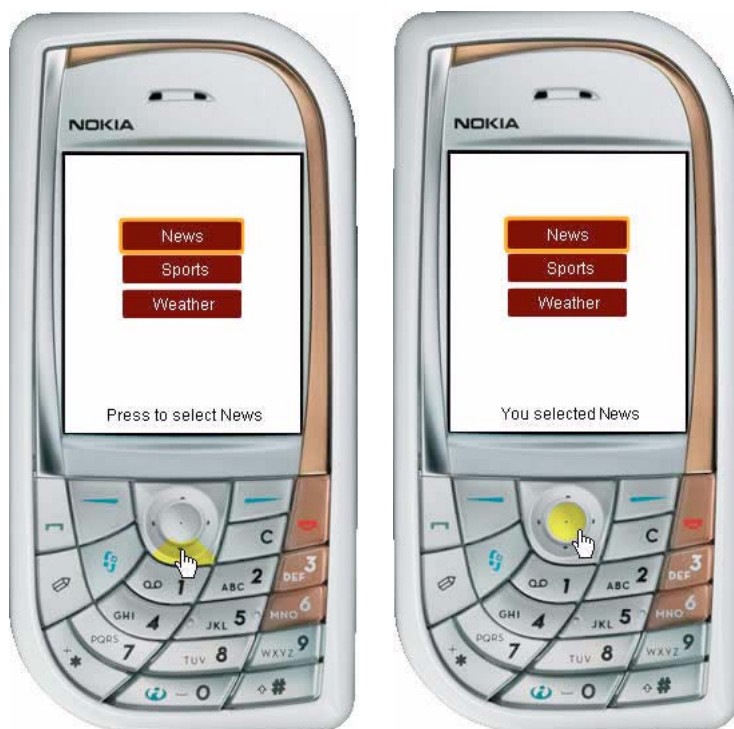 NOKIA
News
Sports
Weather
Press to select News
C
1
ABC 2
DEF 3
GHI 4
JKL 5
MNO 6
PQRS 7
TUV 8
WXYZ 9
+ *
- 0
#
NOKIA
News
Sports
Weather
You selected News
C
1
ABC 2
DEF 3
GHI 4
JKL 5
MNO 6
PQRS 7
TUV 8
WXYZ 9
+ *
- 0
#